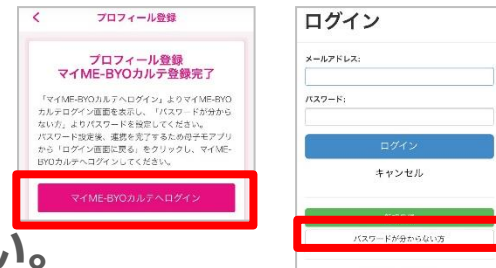 プロフィール登録
プロフィール登録
マイME-BYOカルテ登録完了
「マイME-BYOカルテへログイン」よりマイME-BYO
カルテログイン画面を表示し、「パスワードが分から
ない方」よりパスワードを設定してください。
パスワード設定後、連携を完了するため母子モアプリ
から「ログイン画面に戻る」をクリックし、マイME-
BYOカルテへログインしてください。
マイME-BYOカルテへログイン
ログイン
メールアドレス:
パスワード:
ログイン
キャンセル
パスワードが分からない方
い。